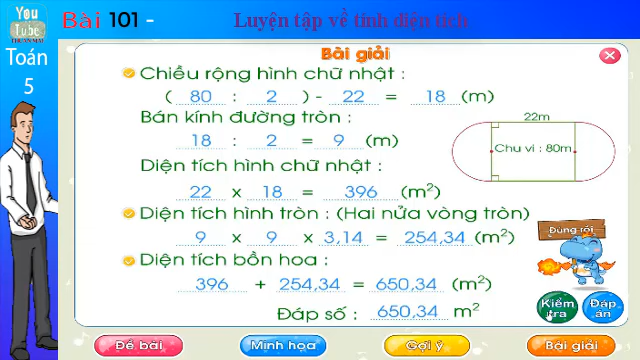 You
Tube
THUYN MAI
Bài 101 -
Luyện tập về tính diện tích
Toán
5
Bài giải
Chiều rộng hình chữ nhật :
( 80 : 2 ) - 22 = 18 (m)
Bán kính đường tròn :
18 : 2 = 9 (m)
Diện tích hình chữ nhật :
22 x 18 = 396 (m²)
Diện tích hình tròn : (Hai nửa vòng tròn)
9 x 9 x 3,14 = 254,34 (m²)
Diện tích bồn hoa :
396 + 254,34 = 650,34 (m²)
Đáp số : 650,34 m²
22m
Chu vi : 80m
Đúng rồi
Kiểm tra
Đáp án
Đề bài
Minh họa
Gợi ý
Bài giải